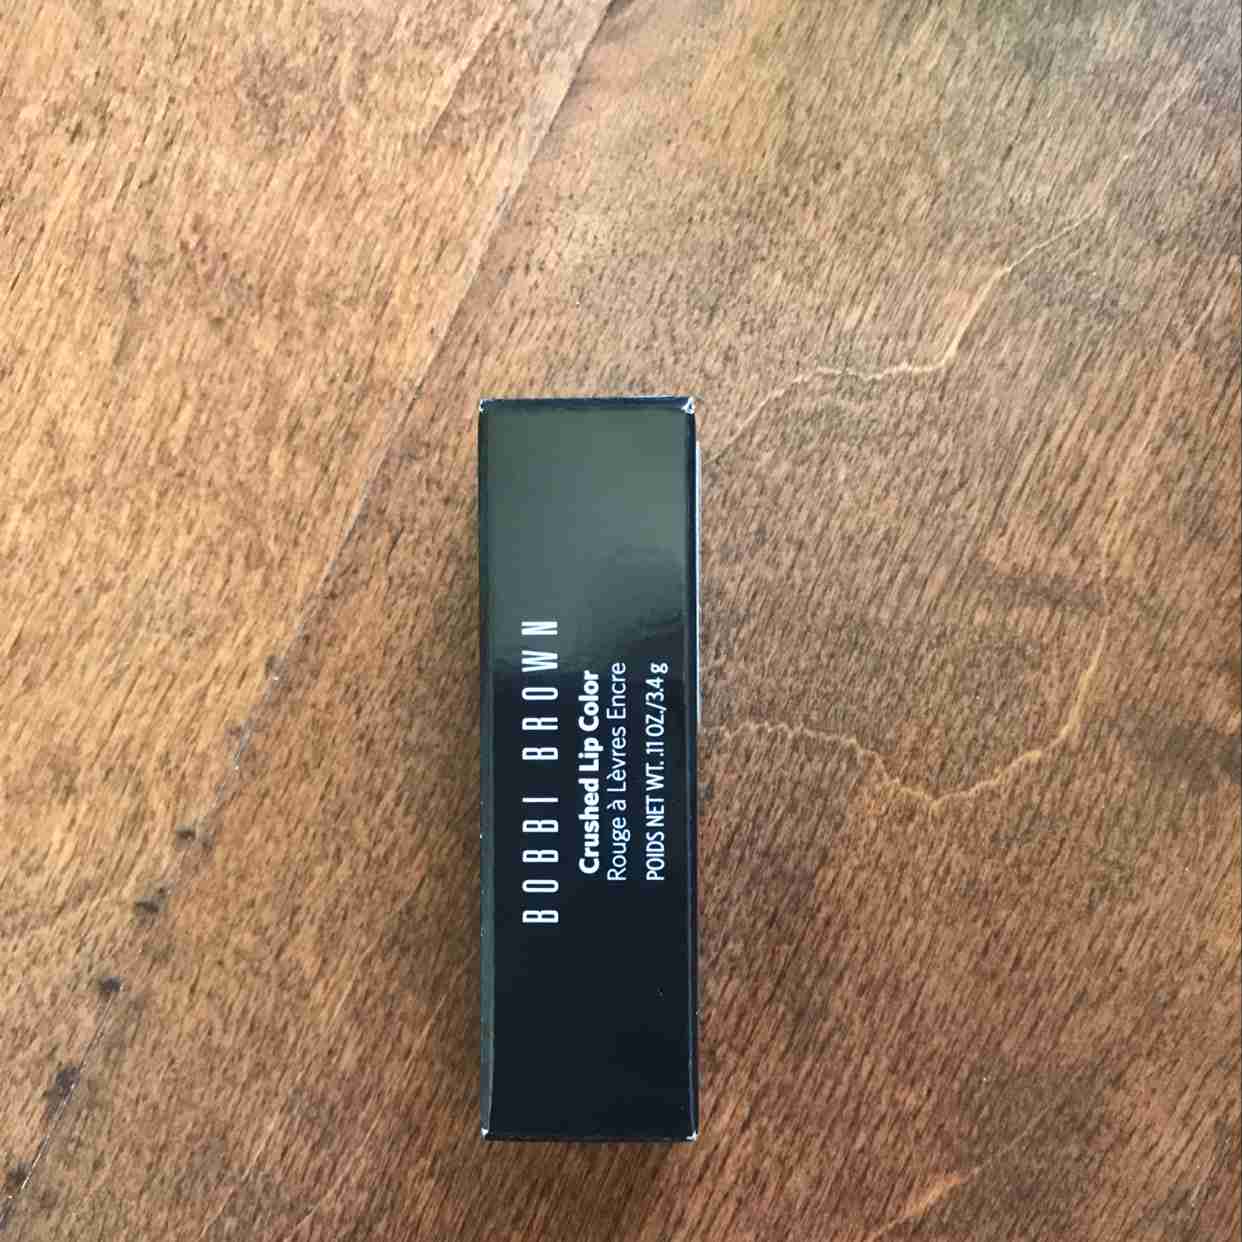 BOBBI BROWN
Crushed Lip Color
Rouge à Lèvres Encre
POIDS NET WT. .11 OZ./3.4 g